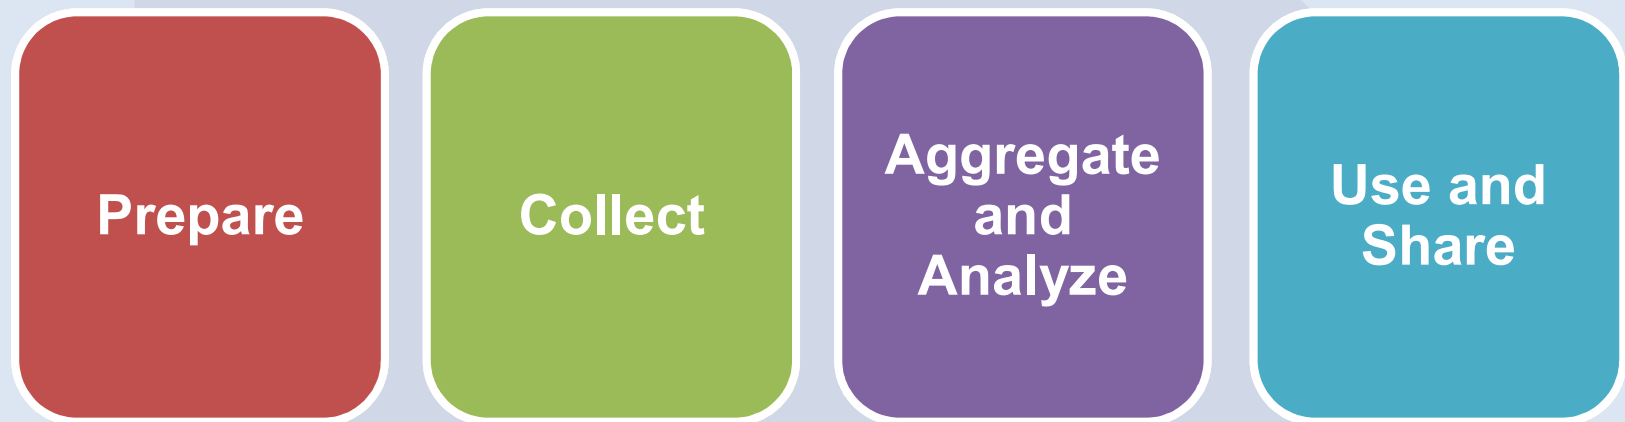 Prepare
Collect
Aggregate
and
Analyze
Use and
Share